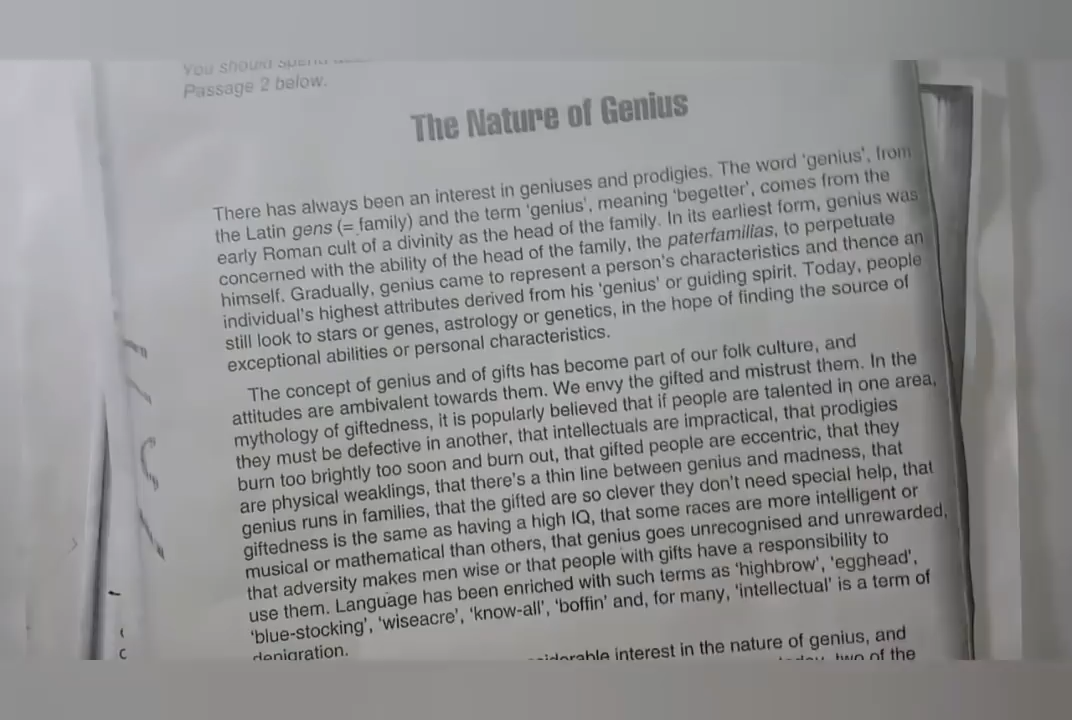 You should spend
Passage 2 below.
The Nature of Genius
There has always been an interest in geniuses and prodigies. The word 'genius', from
the Latin gens (= family) and the term 'genius', meaning 'begetter', comes from the
early Roman cult of a divinity as the head of the family. In its earliest form, genius was
concerned with the ability of the head of the family, the paterfamilias, to perpetuate
himself. Gradually, genius came to represent a person's characteristics and thence an
individual's highest attributes derived from his 'genius' or guiding spirit. Today, people
still look to stars or genes, astrology or genetics, in the hope of finding the source of
exceptional abilities or personal characteristics.
The concept of genius and of gifts has become part of our folk culture, and
attitudes are ambivalent towards them. We envy the gifted and mistrust them. In the
mythology of giftedness, it is popularly believed that if people are talented in one area,
they must be defective in another, that intellectuals are impractical, that prodigies
burn too brightly too soon and burn out, that gifted people are eccentric, that they
are physical weaklings, that there's a thin line between genius and madness, that
genius runs in families, that the gifted are so clever they don't need special help, that
giftedness is the same as having a high IQ, that some races are more intelligent or
musical or mathematical than others, that genius goes unrecognised and unrewarded,
that adversity makes men wise or that people with gifts have a responsibility to
use them. Language has been enriched with such terms as 'highbrow', 'egghead',
'blue-stocking', 'wiseacre', 'know-all', 'boffin' and, for many, 'intellectual' is a term of
denigration.
interest in the nature of genius, and
two of the